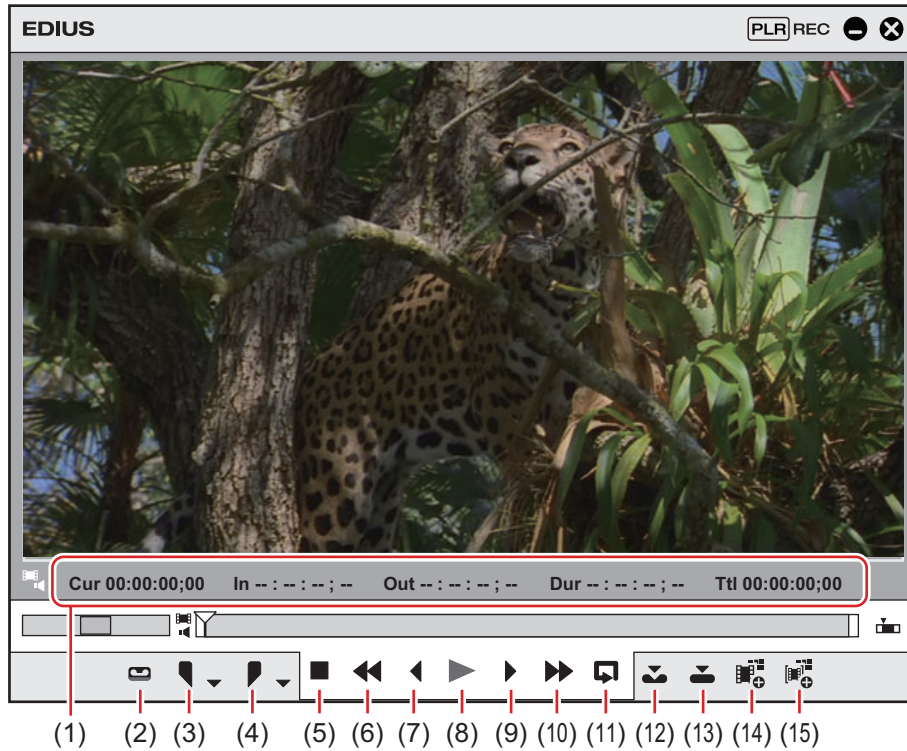 EDIUS PLR REC
Cur 00:00:00;00 In -- : -- : -- ; -- Out -- : -- : -- ; -- Dur -- : -- : -- ; -- Ttl 00:00:00;00
(1) (2) (3) (4) (5) (6) (7) (8) (9) (10) (11) (12) (13) (14) (15)